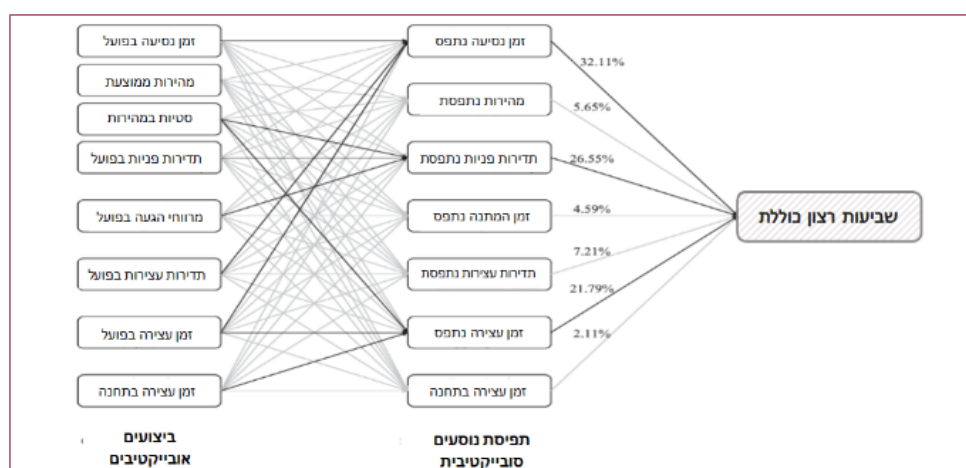 זמן נסיעה בפועל
מהירות ממוצעת
סטיות במהירות
תדירות פניות בפועל
מרווחי הגעה בפועל
תדירות עצירות בפועל
זמן עצירה בפועל
זמן עצירה בתחנה
ביצועים
אובייקטיבים
זמן נסיעה נתפס
מהירות נתפסת
תדירות פניות נתפסת
זמן המתנה נתפס
תדירות עצירות נתפסת
זמן עצירה נתפס
זמן עצירה בתחנה
תפיסת נוסעים
סובייקטיבית
32.11%
5.65%
26.55%
4.59%
7.21%
21.79%
2.11%
שביעות רצון כוללת